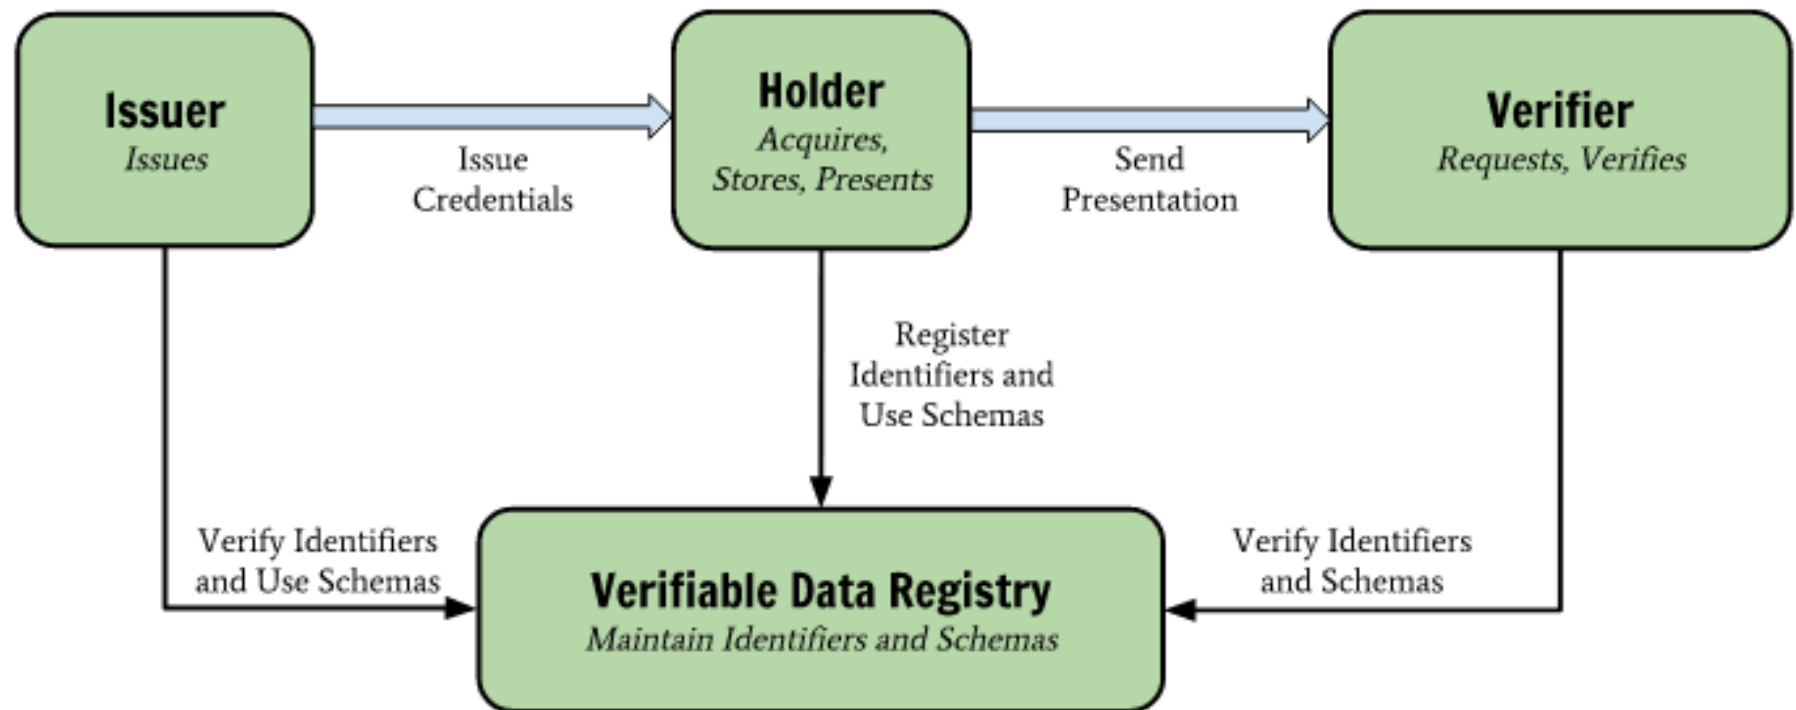 Issuer
Issues
Issue
Credentials
Holder
Acquires,
Stores, Presents
Send
Presentation
Verifier
Requests, Verifies
Register
Identifiers and
Use Schemas
Verify Identifiers
and Use Schemas
Verifiable Data Registry
Maintain Identifiers and Schemas
Verify Identifiers
and Schemas